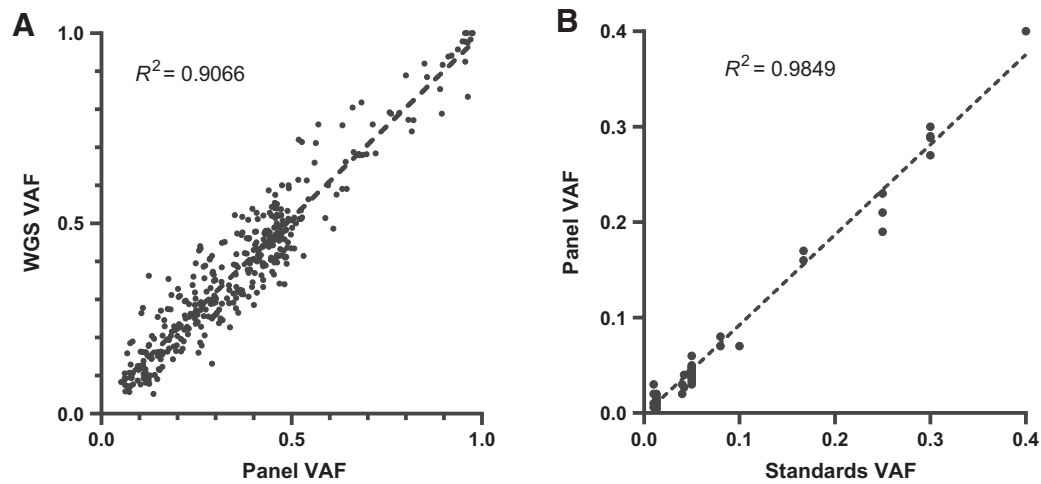 A
R² = 0.9066
1.0
0.5
0.0
WGS VAF
0.0 0.5 1.0
Panel VAF
B
R² = 0.9849
0.4
0.3
0.2
0.1
0.0
Panel VAF
0.0 0.1 0.2 0.3 0.4
Standards VAF